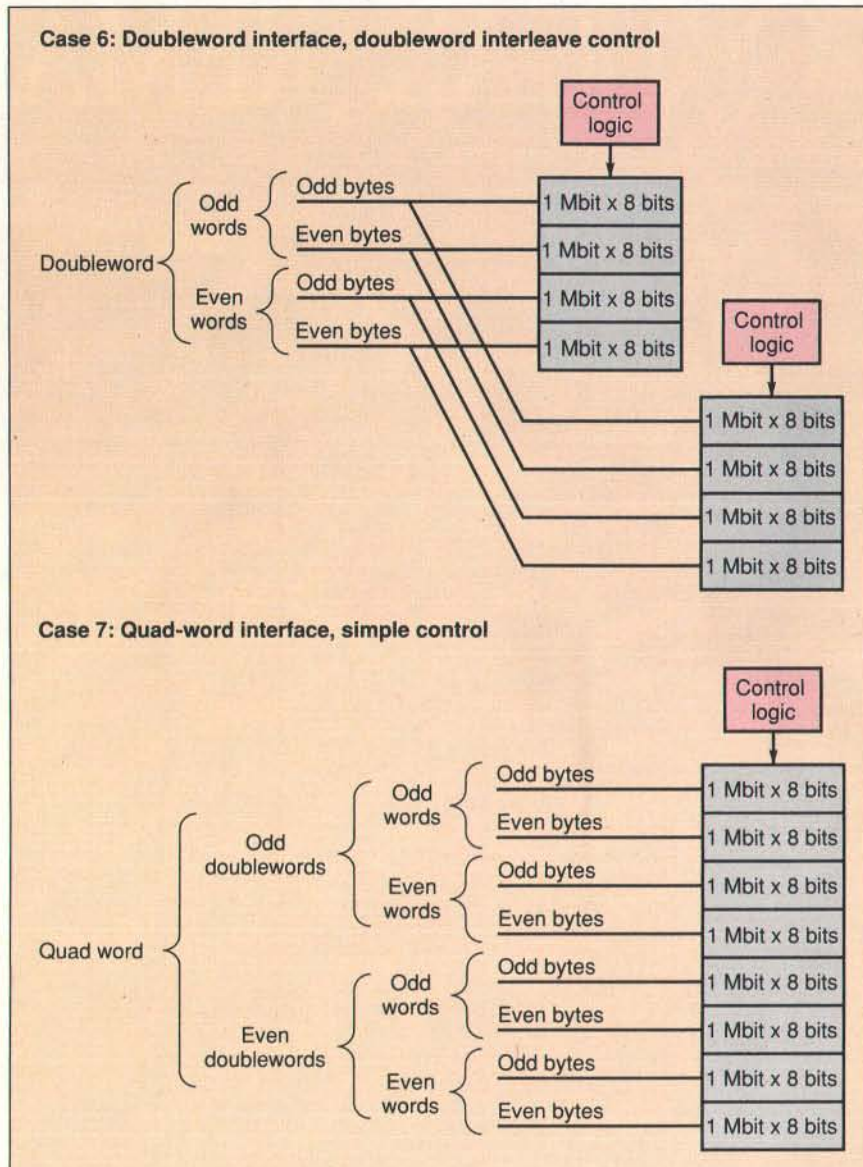 Case 6: Doubleword interface, doubleword interleave control
Control
logic
Doubleword
Odd
words
Even
words
Odd bytes
Even bytes
Odd bytes
Even bytes
1 Mbit x 8 bits
1 Mbit x 8 bits
1 Mbit x 8 bits
1 Mbit x 8 bits
Control
logic
1 Mbit x 8 bits
1 Mbit x 8 bits
1 Mbit x 8 bits
1 Mbit x 8 bits
Case 7: Quad-word interface, simple control
Control
logic
Quad word
Odd
doublewords
Even
doublewords
Odd
words
Even
words
Odd
words
Even
words
Odd bytes
Even bytes
Odd bytes
Even bytes
Odd bytes
Even bytes
Odd bytes
Even bytes
1 Mbit x 8 bits
1 Mbit x 8 bits
1 Mbit x 8 bits
1 Mbit x 8 bits
1 Mbit x 8 bits
1 Mbit x 8 bits
1 Mbit x 8 bits
1 Mbit x 8 bits